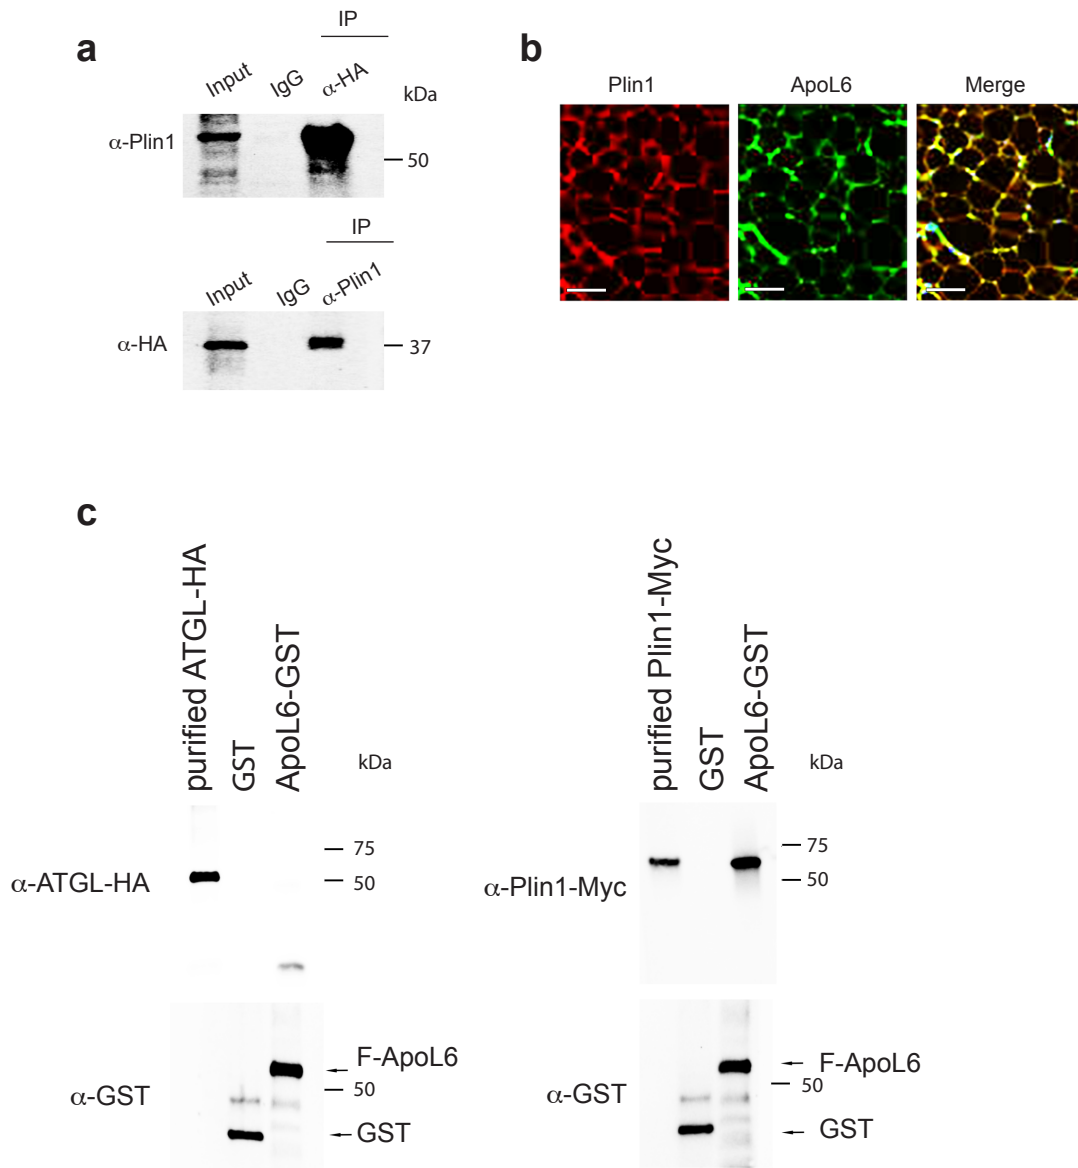 a
IP
Input IgG α-HA
kDa
α-Plin1
50
IP
Input IgG α-Plin1
α-HA
37
b
Plin1 ApoL6 Merge
c
purified ATGL-HA
GST
ApoL6-GST
kDa
75
50
α-ATGL-HA
F-ApoL6
50
α-GST
GST
purified Plin1-Myc
GST
ApoL6-GST
kDa
75
50
α-Plin1-Myc
F-ApoL6
50
α-GST
GST